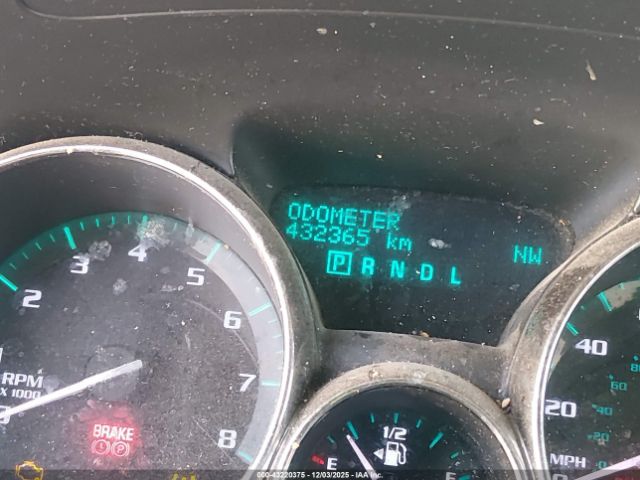 ODOMETER
432365 km
NW
P R N D L
1 2 3 4 5 6 7 8
RPM
X 1000
BRAKE
E 1/2 F
20 40
20 40 60
MPH
000-43220375 - 12/03/2025 - IAA Inc.